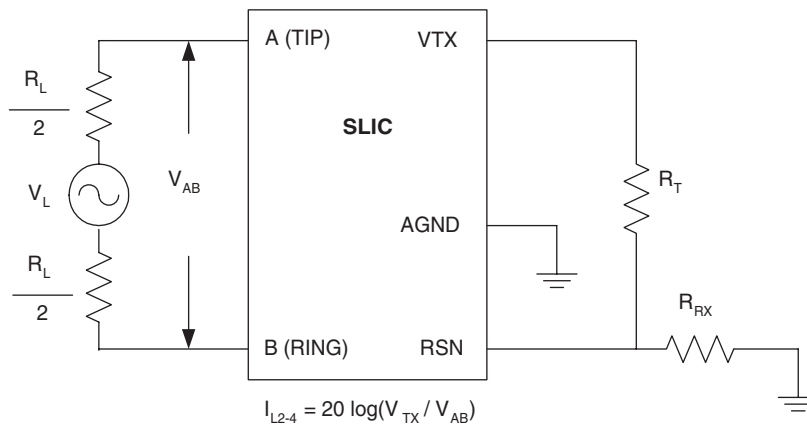 A (TIP)
VTX
R_L
2
SLIC
V_L
V_AB
R_T
AGND
R_L
2
R_RX
B (RING)
RSN
I_L2-4 = 20 log(V_TX / V_AB)